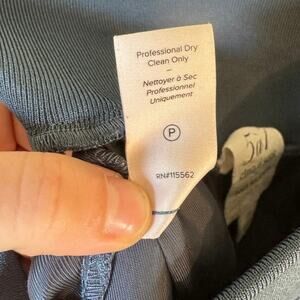 Professional Dry
Clean Only
—
Nettoyer à Sec
Professionnel
Uniquement
P
RN#115562